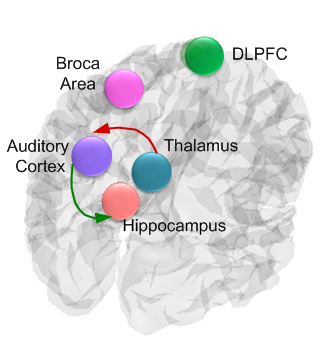 Broca
Area
DLPFC
Auditory
Cortex
Thalamus
Hippocampus